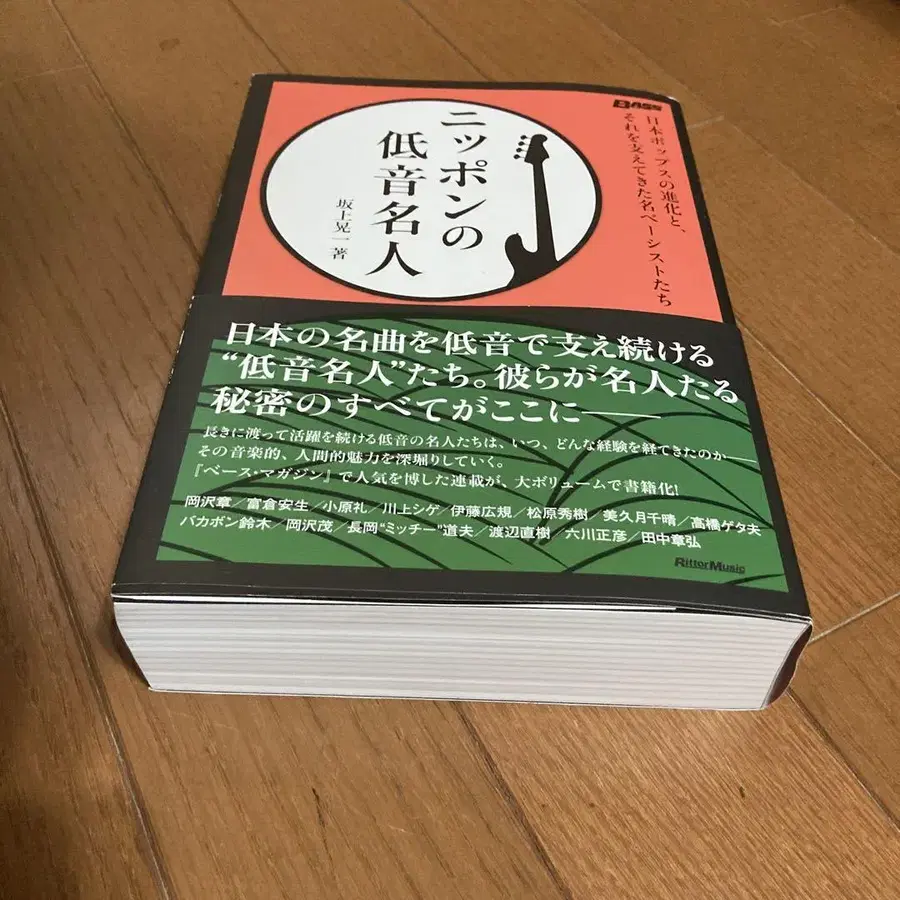 BASS
日本ポップスの進化と、
それを支えてきた名ベーシストたち
ニッポンの
低音名人
坂上晃一 著
日本の名曲を低音で支え続ける
“低音名人”たち。彼らが名人たる
秘密のすべてがここに──
長きに渡って活躍を続ける低音の名人たちは、いつ、どんな経験を経てきたのか──
その音楽的、人間的魅力を深堀りしていく。
『ベース・マガジン』で人気を博した連載が、大ボリュームで書籍化!
岡沢章/富倉安生/小原礼/川上シゲ/伊藤広規/松原秀樹/美久月千晴/高橋ゲタ夫
バカボン鈴木/岡沢茂/長岡“ミッチー”道夫/渡辺直樹/六川正彦/田中章弘
RittorMusic